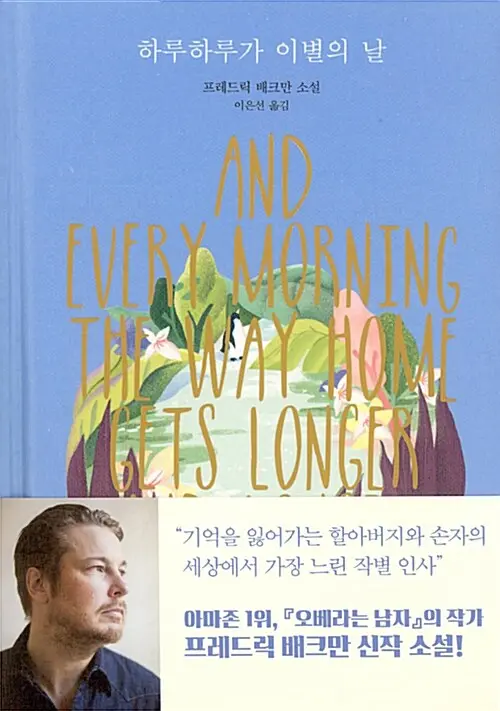 하루하루가 이별의 날
프레드릭 배크만 소설
이은선 옮김
AND
EVERY MORNING
THE WAY HOME
GETS LONGER
“기억을 잃어가는 할아버지와 손자의
세상에서 가장 느린 작별 인사”
아마존 1위, 『오베라는 남자』의 작가
프레드릭 배크만 신작 소설!